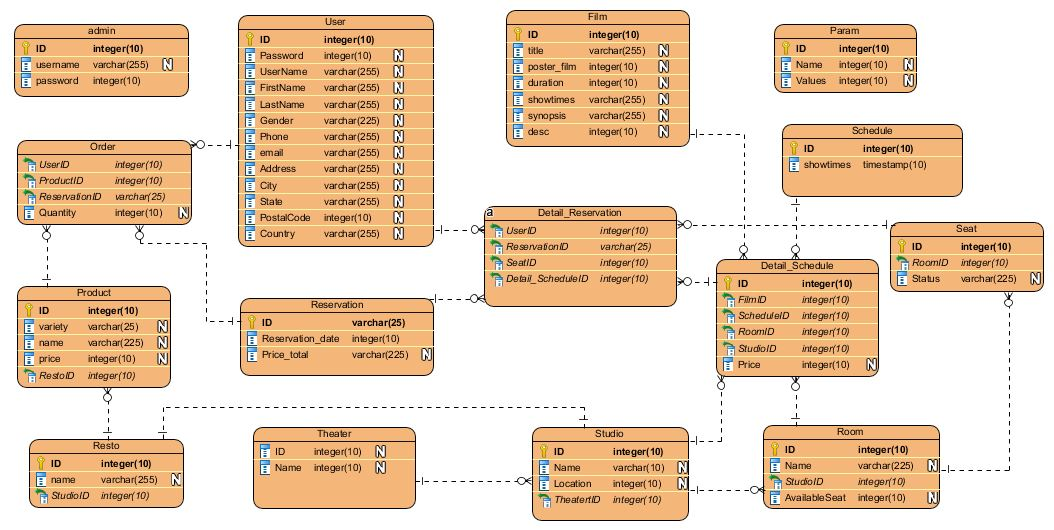 admin
ID integer(10)
username varchar(255) N
password integer(10)
User
ID integer(10)
Password integer(10) N
UserName varchar(255) N
FirstName varchar(255) N
LastName varchar(255) N
Gender varchar(225) N
Phone varchar(255) N
email varchar(255) N
Address varchar(255) N
City varchar(255) N
State varchar(255) N
PostalCode integer(10) N
Country varchar(255) N
Film
ID integer(10)
title varchar(255) N
poster_film integer(10) N
duration integer(10) N
showtimes varchar(255) N
synopsis varchar(255) N
desc integer(10) N
Param
ID integer(10) N
Name integer(10) N
Values integer(10) N
Schedule
ID integer(10)
showtimes timestamp(10)
Order
UserID integer(10)
ProductID integer(10)
ReservationID varchar(25)
Quantity integer(10) N
a
Detail_Reservation
UserID integer(10)
ReservationID varchar(25)
SeatID integer(10)
Detail_ScheduleID integer(10)
Seat
ID integer(10)
RoomID integer(10)
Status varchar(225) N
Detail_Schedule
ID integer(10)
FilmID integer(10)
ScheduleID integer(10)
RoomID integer(10)
StudioID integer(10)
Price integer(10) N
Product
ID integer(10)
variety varchar(25) N
name varchar(225) N
price integer(10) N
RestoID integer(10)
Reservation
ID varchar(25)
Reservation_date integer(10)
Price_total varchar(225) N
Resto
ID integer(10)
name varchar(255) N
StudioID integer(10)
Theater
ID integer(10) N
Name integer(10) N
Studio
ID integer(10)
Name varchar(10) N
Location integer(10) N
TheatertID integer(10)
Room
ID integer(10)
Name varchar(225) N
StudioID integer(10)
AvailableSeat integer(10) N